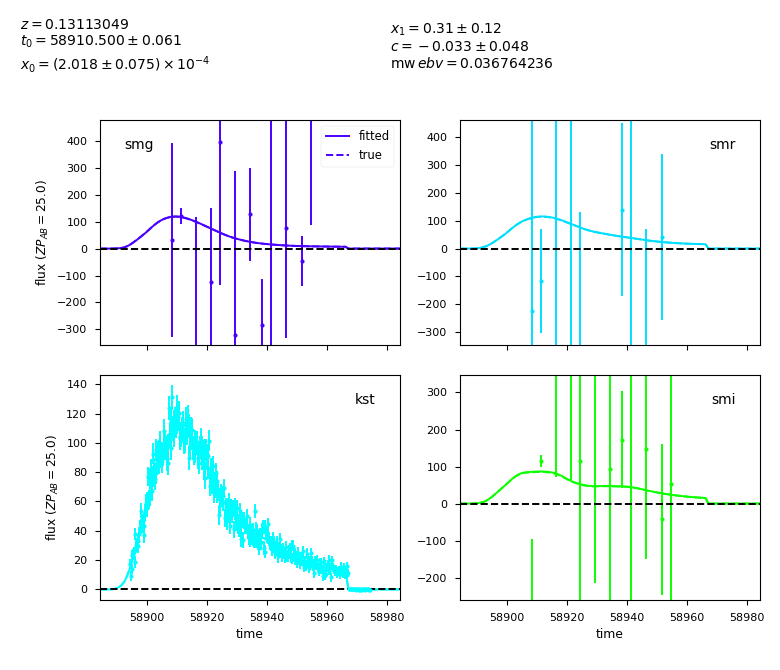 z = 0.13113049
t₀ = 58910.500 ± 0.061
x₀ = (2.018 ± 0.075) × 10⁻⁴
x₁ = 0.31 ± 0.12
c = −0.033 ± 0.048
mw ebv = 0.036764236
smg
fitted
true
flux (ZP_AB = 25.0)
400
300
200
100
0
−100
−200
−300
smr
400
300
200
100
0
−100
−200
−300
kst
flux (ZP_AB = 25.0)
140
120
100
80
60
40
20
0
58900 58920 58940 58960 58980
time
smi
300
200
100
0
−100
−200
58900 58920 58940 58960 58980
time